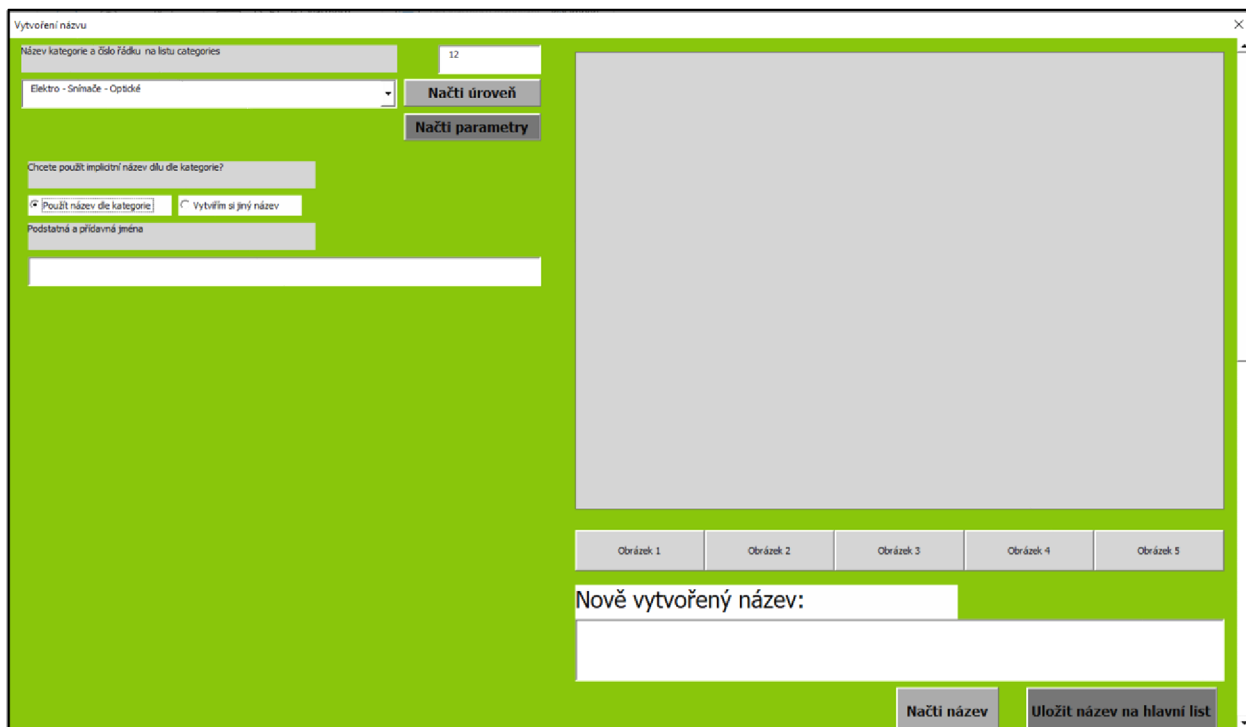 Vytvoření názvu
Název kategorie a číslo řádku na listu categories
12
Elektro - Snímače - Optické
Načti úroveň
Načti parametry
Chcete použít implicitní název dílu dle kategorie?
Použít název dle kategorie
Vytviřím si jiný název
Podstatná a přídavná jména
Obrázek 1
Obrázek 2
Obrázek 3
Obrázek 4
Obrázek 5
Nově vytvořený název:
Načti název
Uložit název na hlavní list